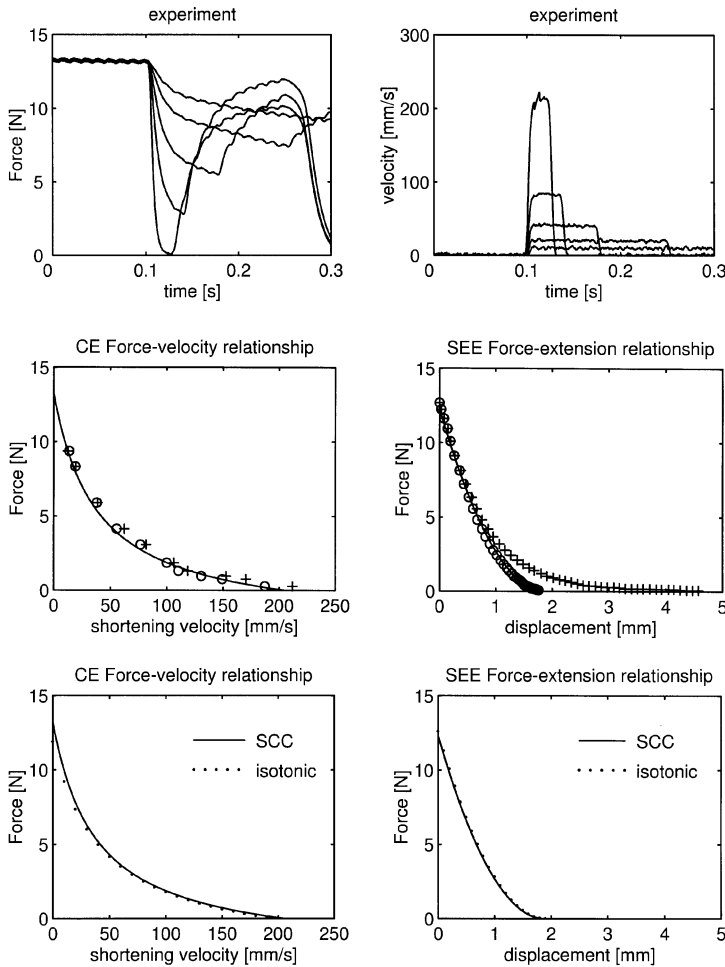 experiment
15
10
5
0
Force [N]
0
0.1
0.2
0.3
time [s]
experiment
300
200
100
0
velocity [mm/s]
0
0.1
0.2
0.3
time [s]
CE Force-velocity relationship
15
10
5
0
Force [N]
0
50
100
150
200
250
shortening velocity [mm/s]
SEE Force-extension relationship
15
10
5
0
Force [N]
0
1
2
3
4
5
displacement [mm]
CE Force-velocity relationship
15
10
5
0
Force [N]
SCC
isotonic
0
50
100
150
200
250
shortening velocity [mm/s]
SEE Force-extension relationship
15
10
5
0
Force [N]
SCC
isotonic
0
1
2
3
4
5
displacement [mm]